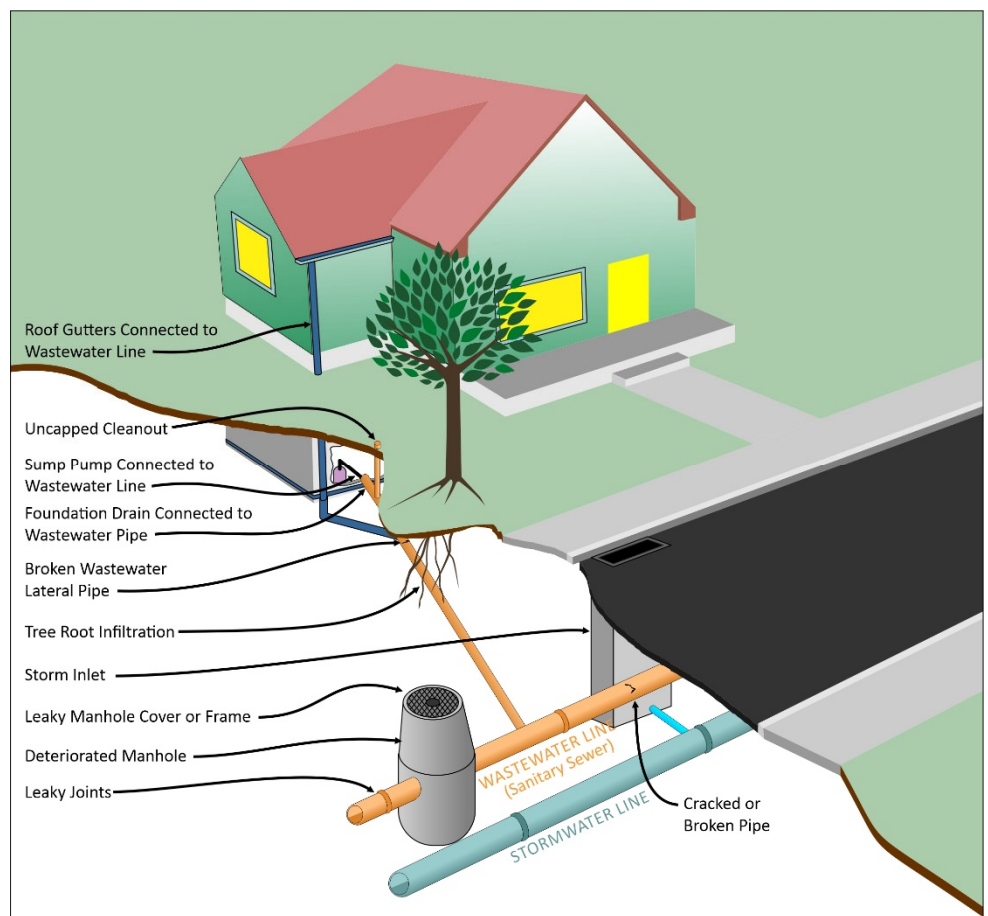 Roof Gutters Connected to
Wastewater Line
Uncapped Cleanout
Sump Pump Connected to
Wastewater Line
Foundation Drain Connected to
Wastewater Pipe
Broken Wastewater
Lateral Pipe
Tree Root Infiltration
Storm Inlet
Leaky Manhole Cover or Frame
Deteriorated Manhole
Leaky Joints
WASTEWATER LINE
(Sanitary Sewer)
STORMWATER LINE
Cracked or
Broken Pipe